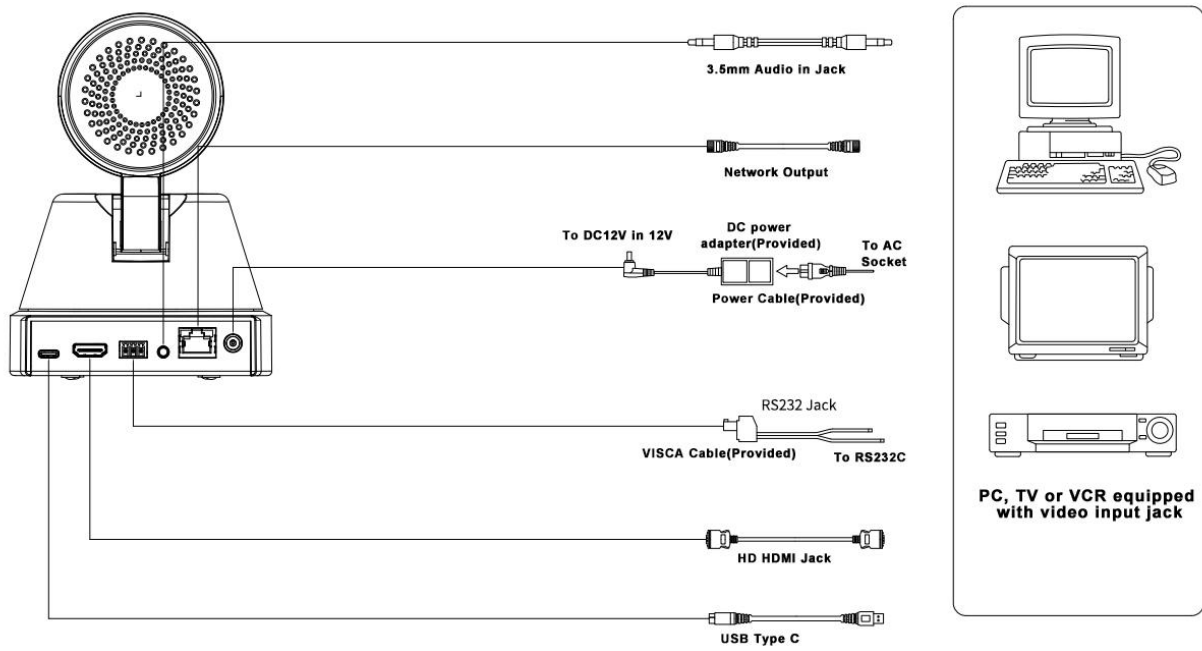 3.5mm Audio in Jack
Network Output
To DC12V in 12V
DC power
adapter(Provided)
To AC
Socket
Power Cable(Provided)
RS232 Jack
VISCA Cable(Provided)
To RS232C
HD HDMI Jack
USB Type C
PC, TV or VCR equipped
with video input jack